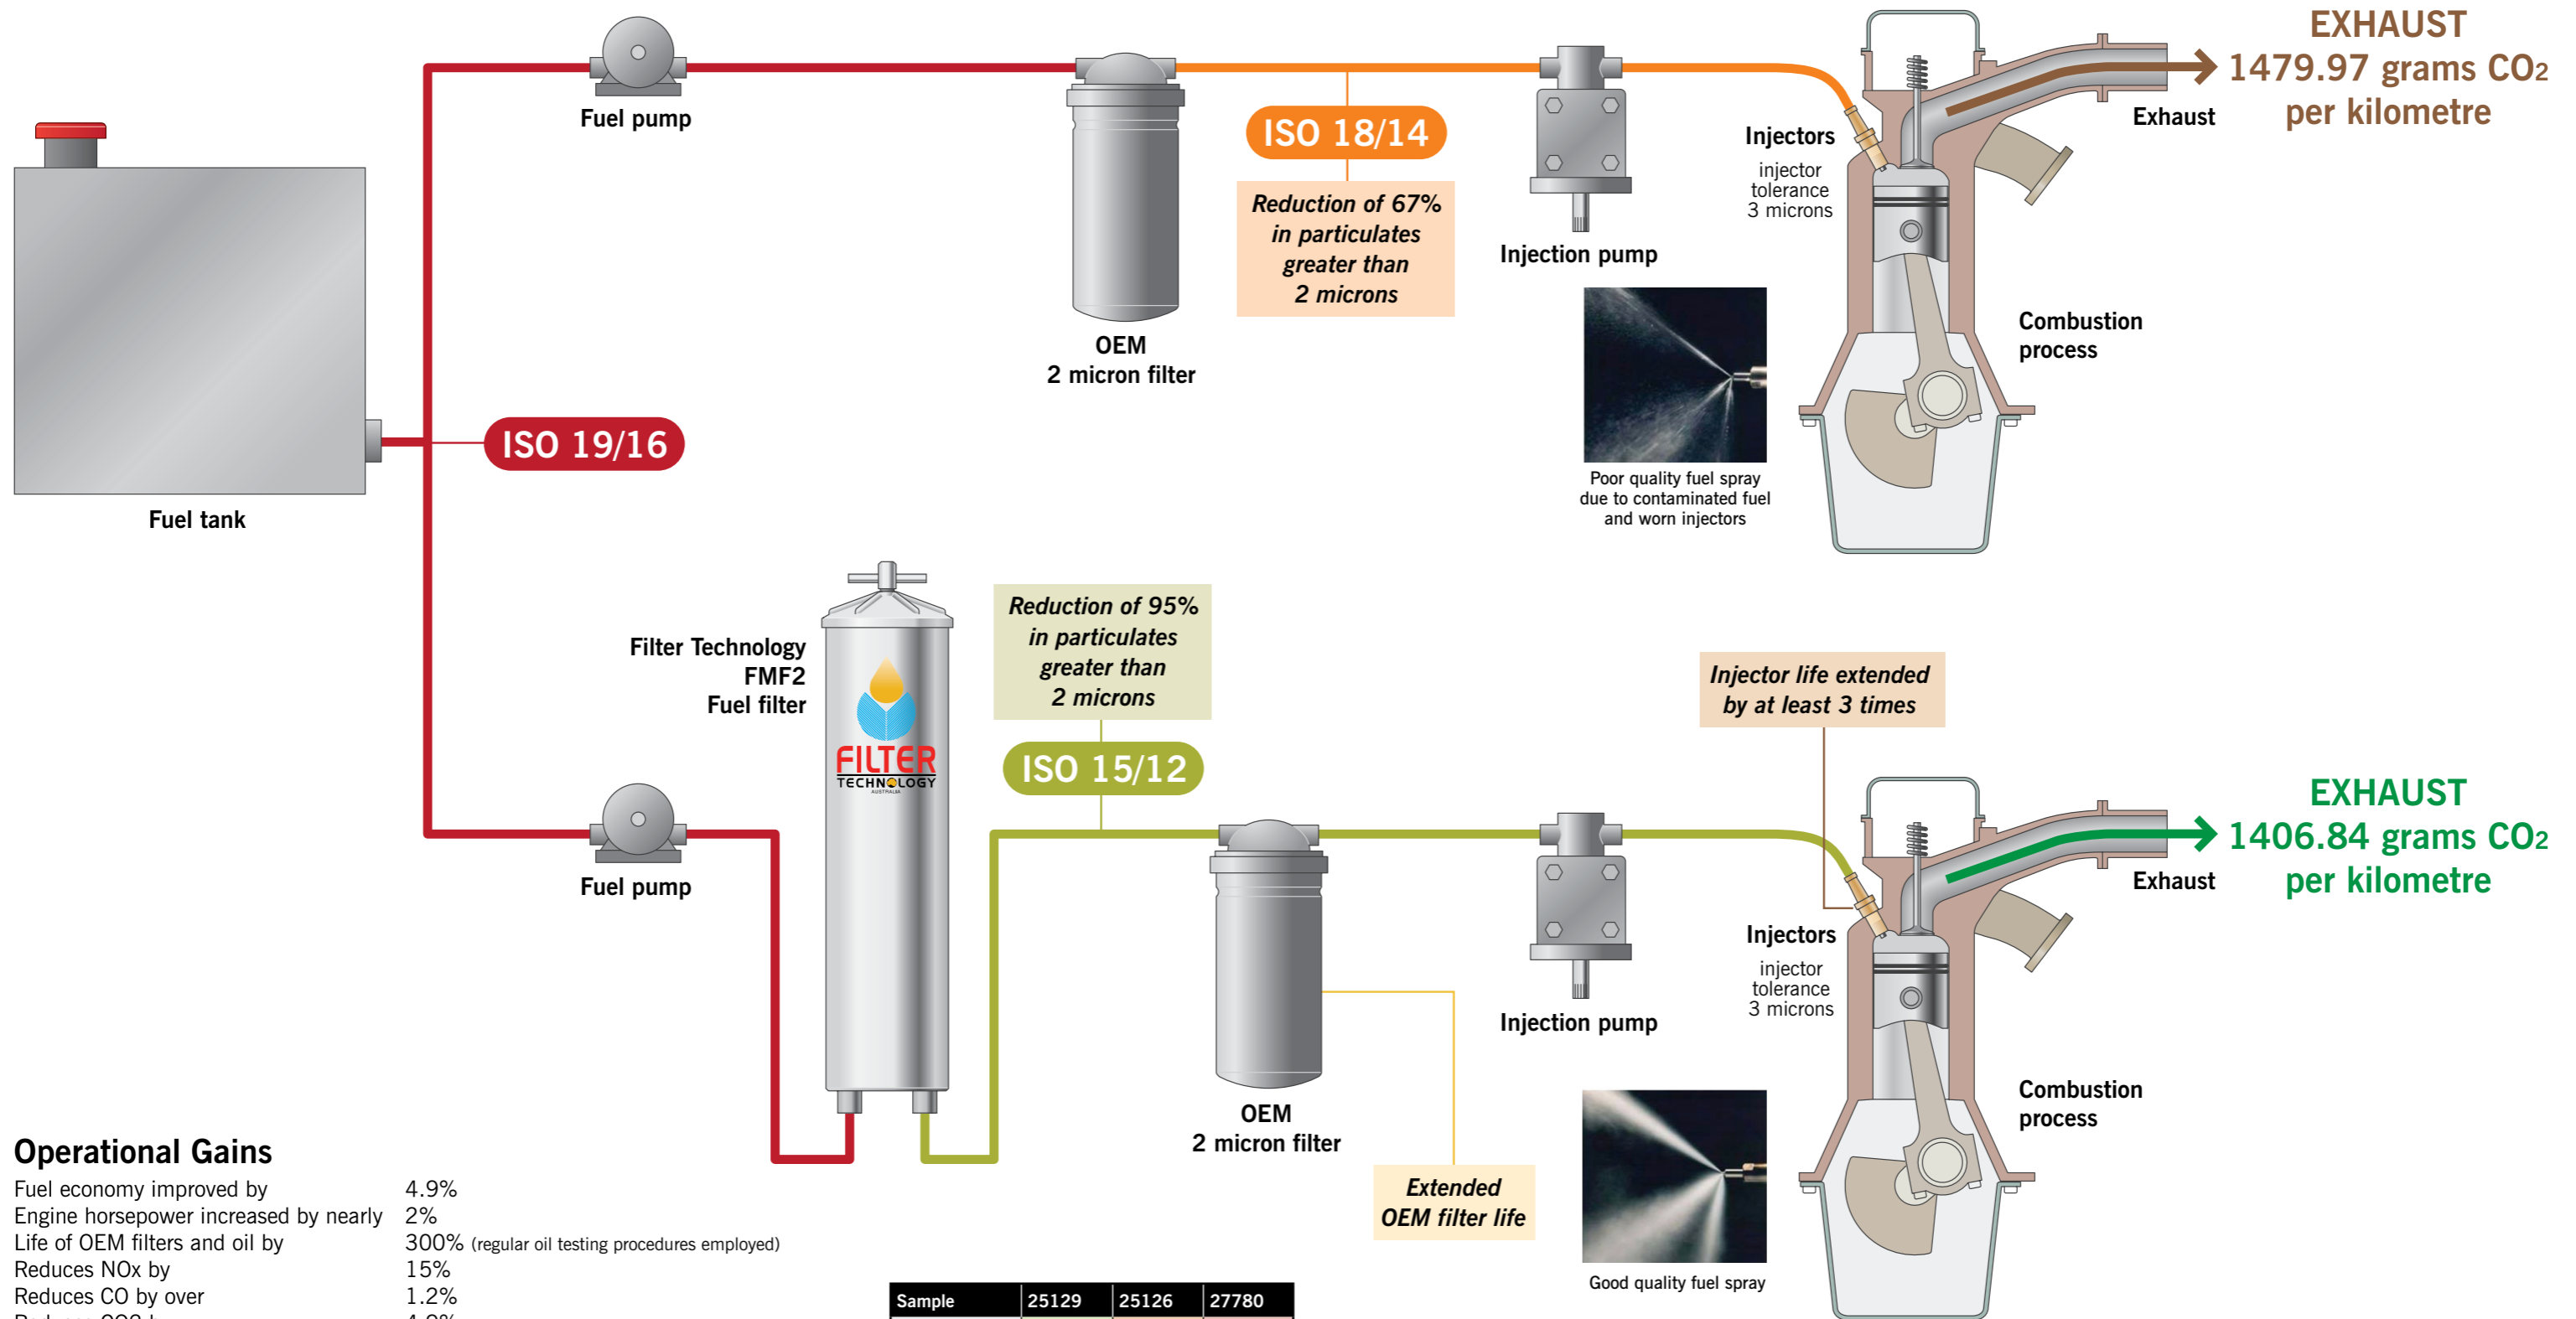 EXHAUST
1479.97 grams CO2
per kilometre
Exhaust
Fuel pump
ISO 18/14
Reduction of 67%
in particulates
greater than
2 microns
Injectors
injector
tolerance
3 microns
Injection pump
OEM
2 micron filter
Combustion
process
ISO 19/16
Fuel tank
Poor quality fuel spray
due to contaminated fuel
and worn injectors
Filter Technology
FMF2
Fuel filter
FILTER
TECHNOLOGY
AUSTRALIA
Reduction of 95%
in particulates
greater than
2 microns
ISO 15/12
Injector life extended
by at least 3 times
EXHAUST
1406.84 grams CO2
per kilometre
Exhaust
Fuel pump
Injectors
injector
tolerance
3 microns
Injection pump
OEM
2 micron filter
Combustion
process
Extended
OEM filter life
Good quality fuel spray
Operational Gains
Fuel economy improved by 4.9%
Engine horsepower increased by nearly 2%
Life of OEM filters and oil by 300% (regular oil testing procedures employed)
Reduces NOx by 15%
Reduces CO by over 1.2%
Sample 25129 25126 27780